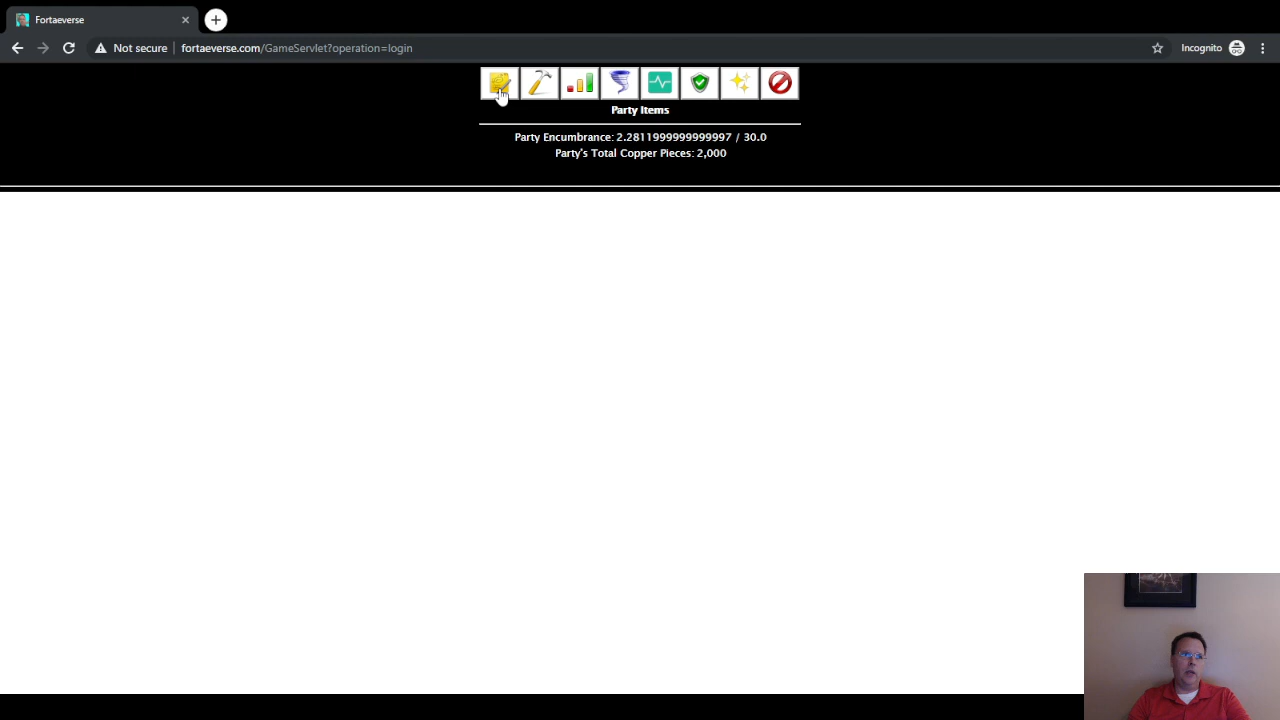 Fortaeverse
Not secure
fortaeverse.com/GameServlet?operation=login
Incognito
Party Items
Party Encumbrance: 2.2811999999999997 / 30.0
Party's Total Copper Pieces: 2,000